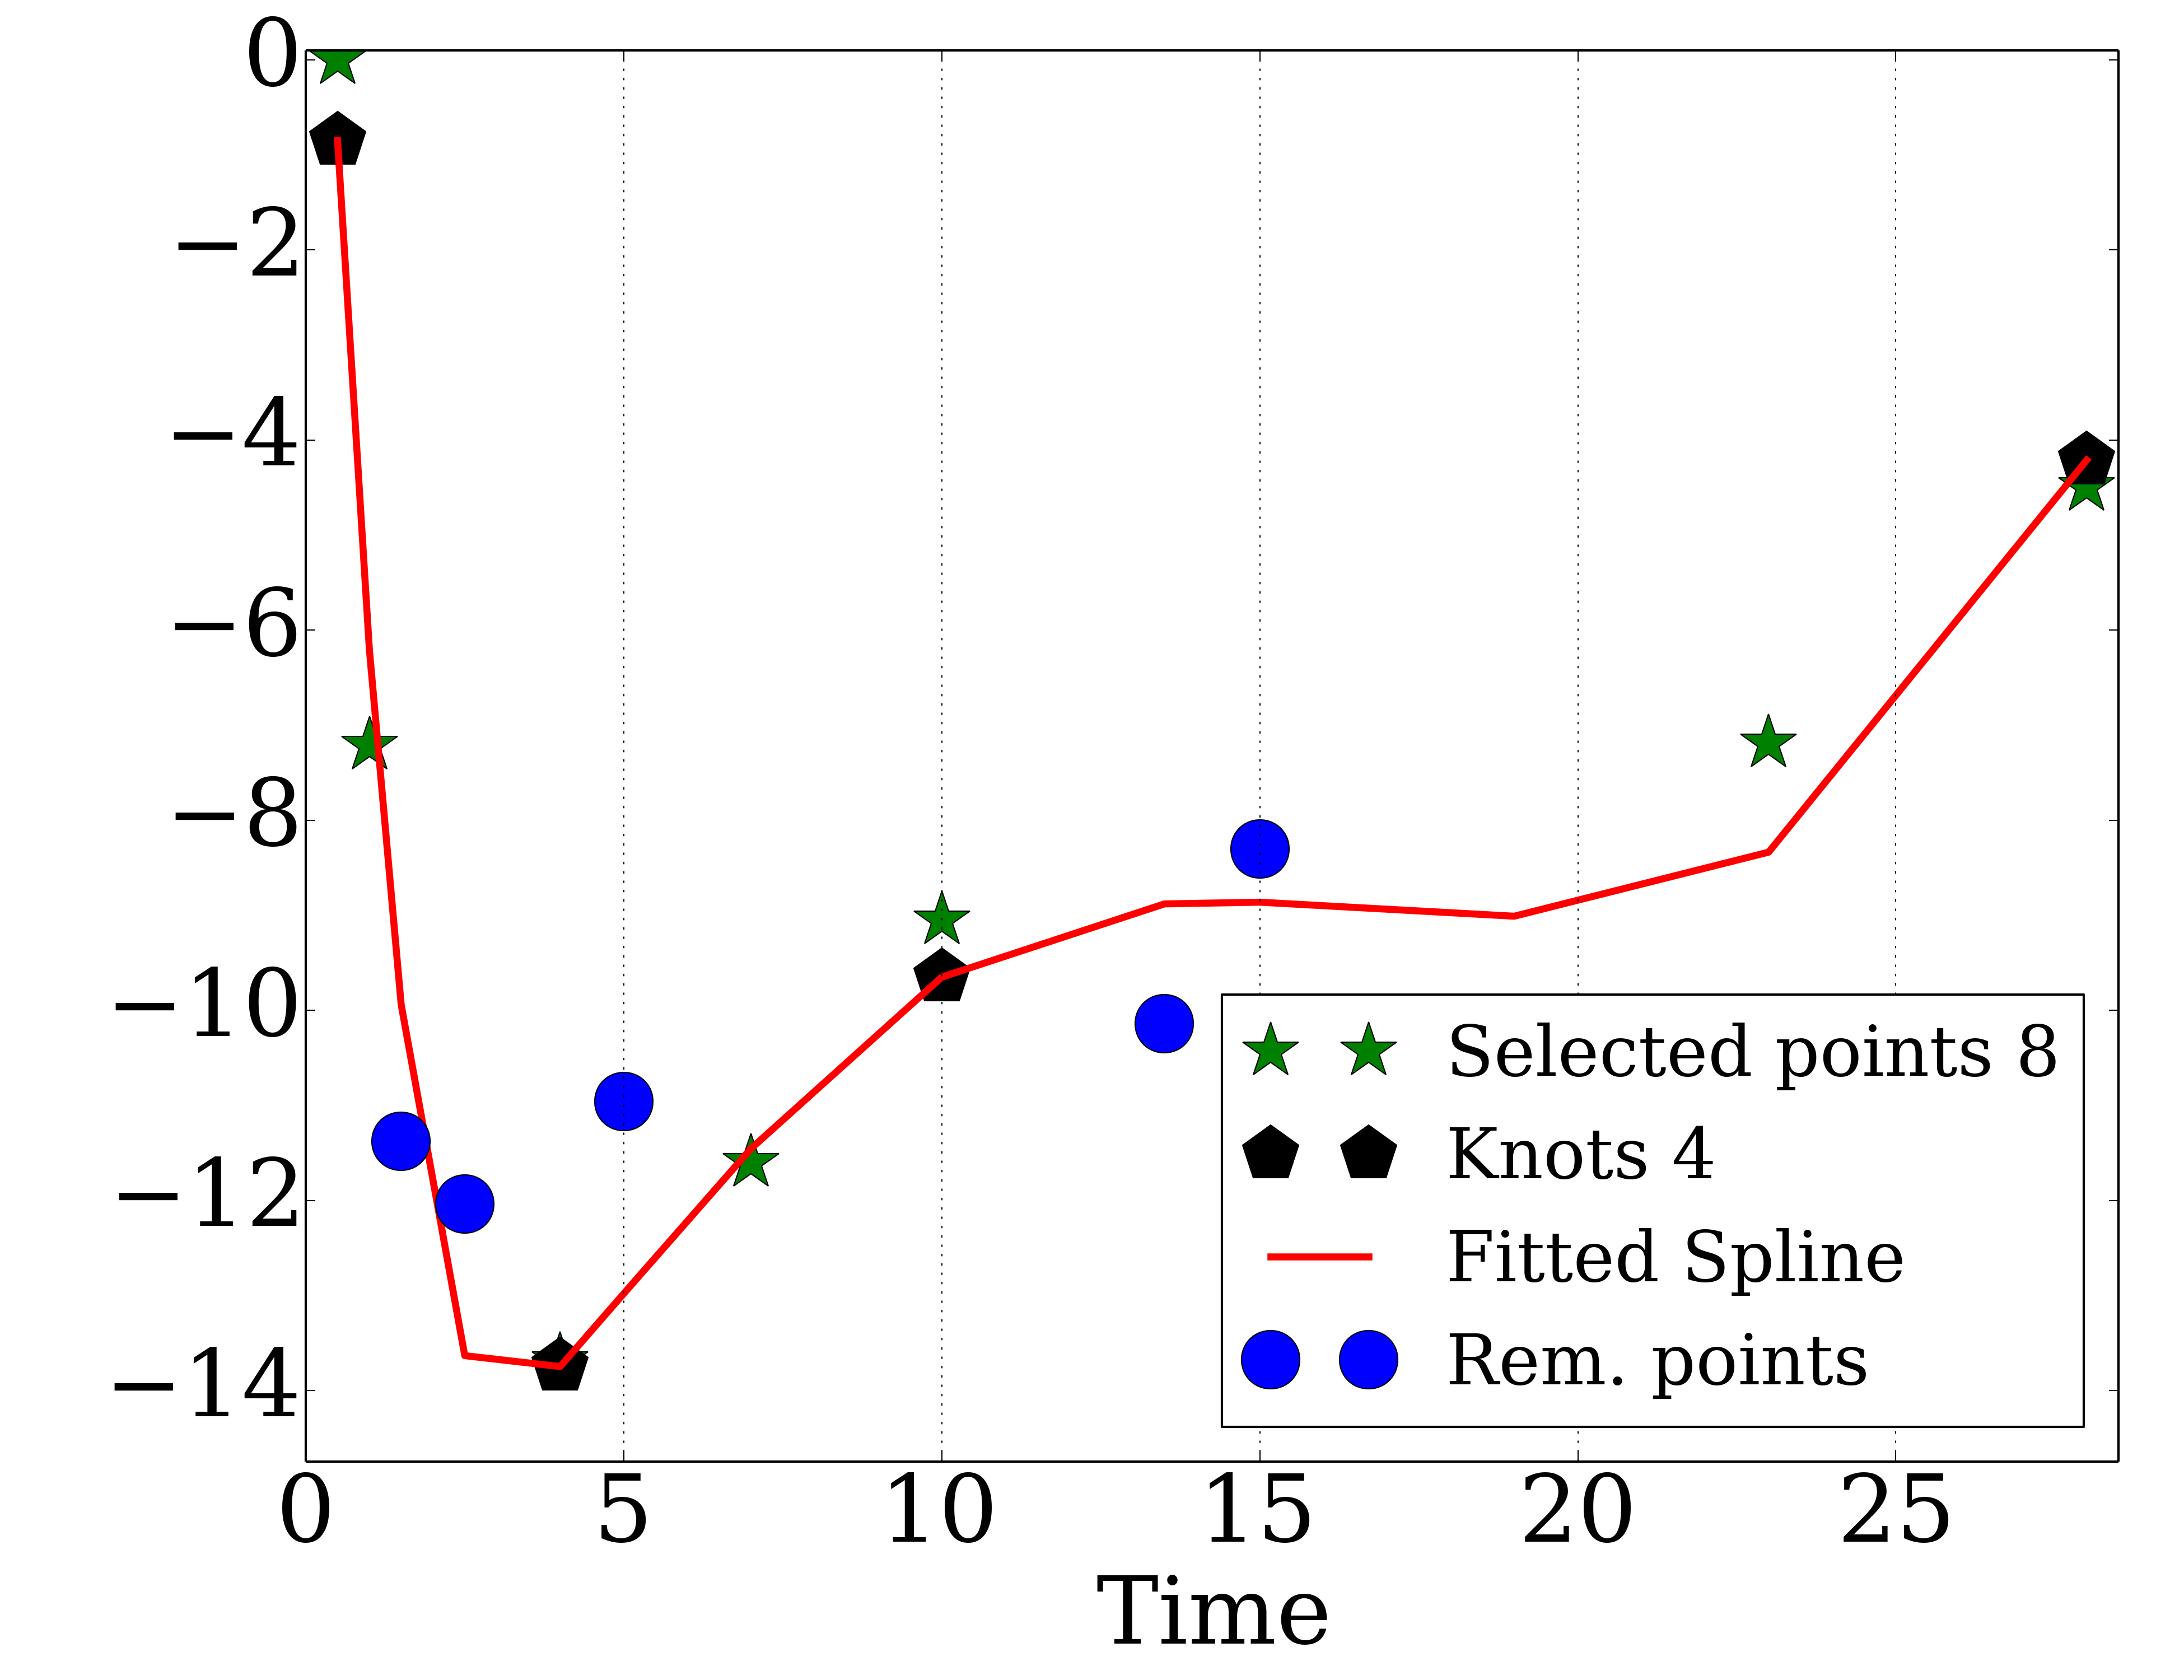 0
−2
−4
−6
−8
−10
−12
−14
0 5 10 15 20 25
Time
Selected points 8
Knots 4
Fitted Spline
Rem. points